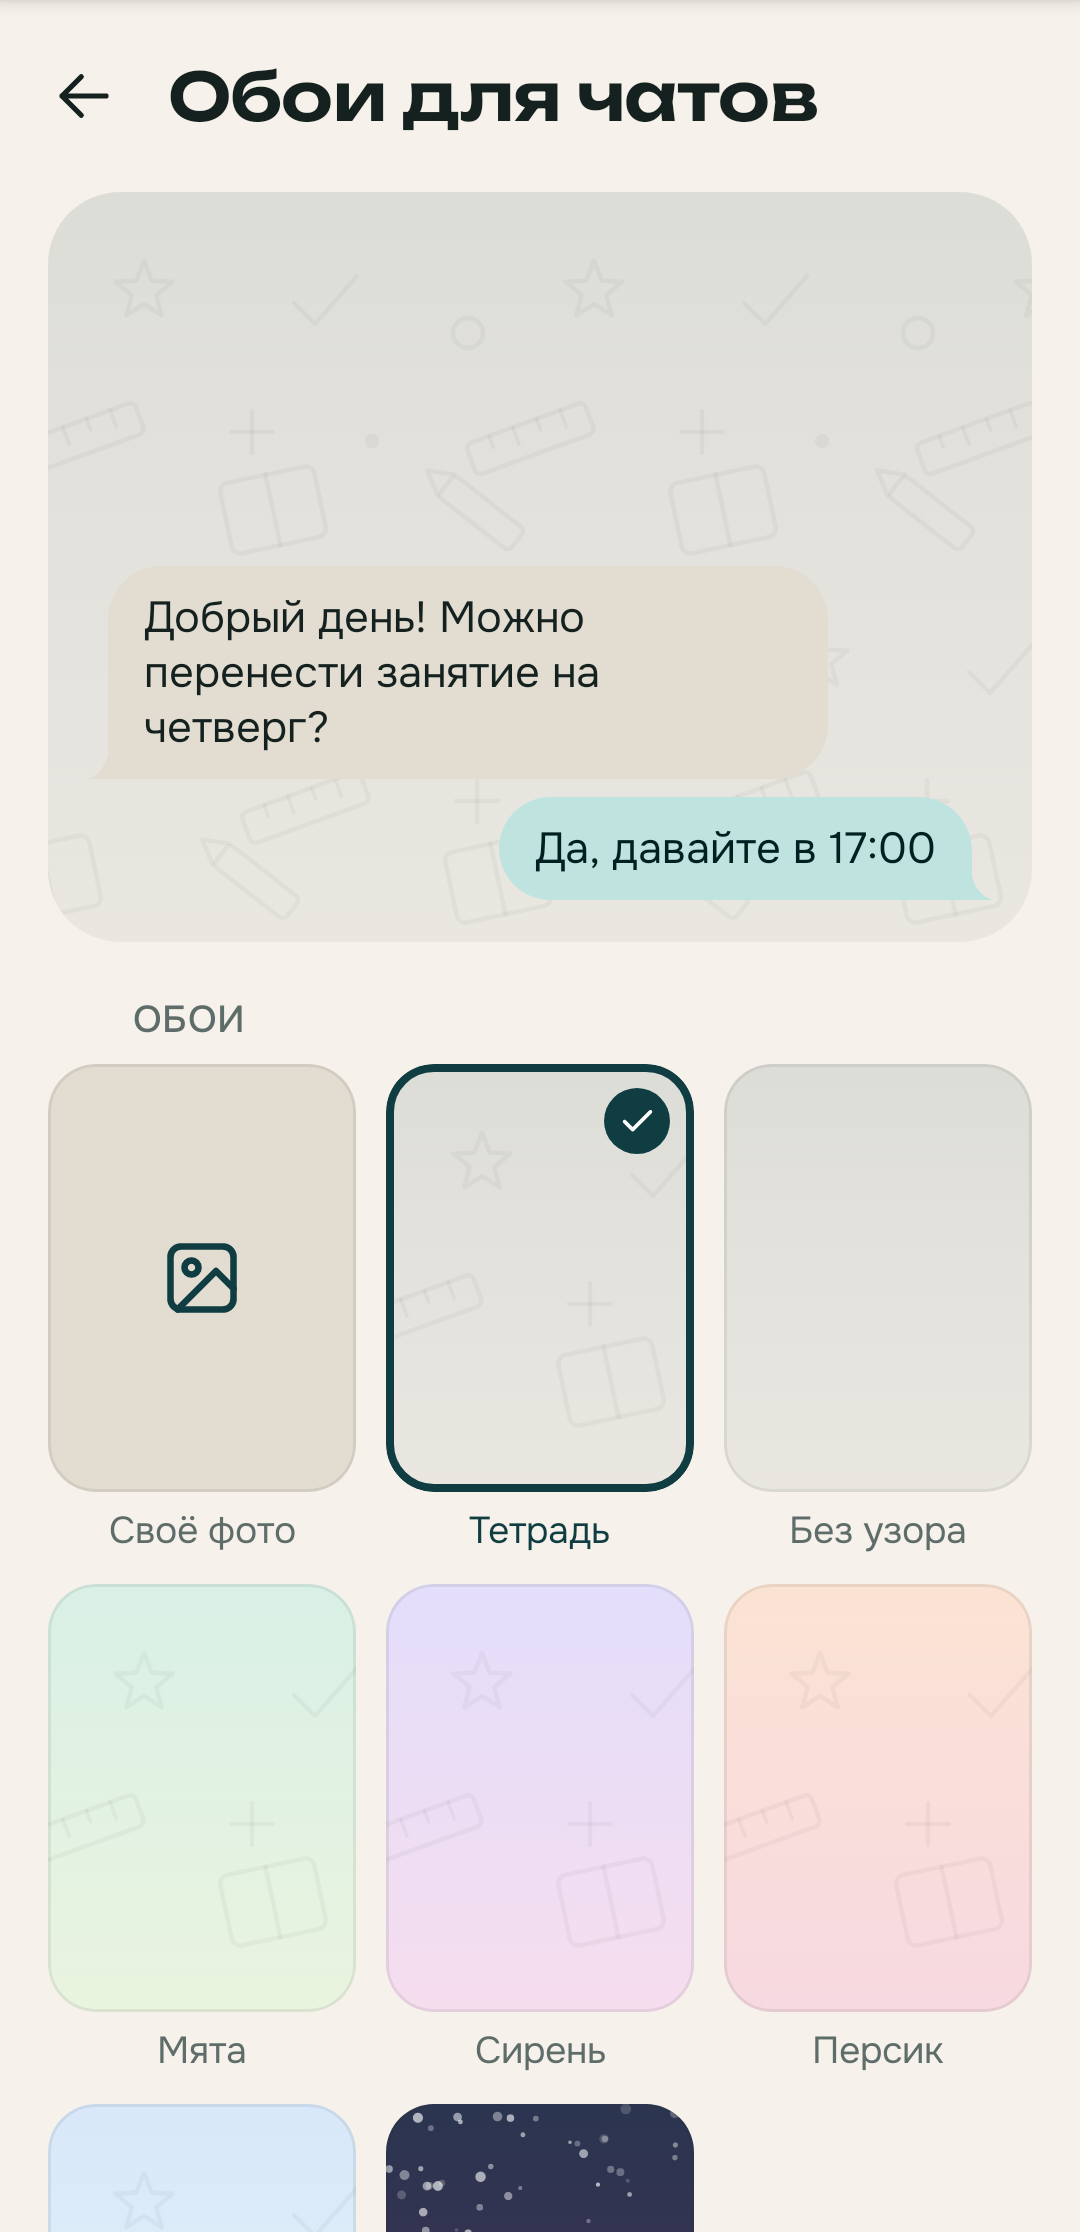 Обои для чатов
Добрый день! Можно
перенести занятие на
четверг?
Да, давайте в 17:00
ОБОИ
Своё фото
Тетрадь
Без узора
Мята
Сирень
Персик